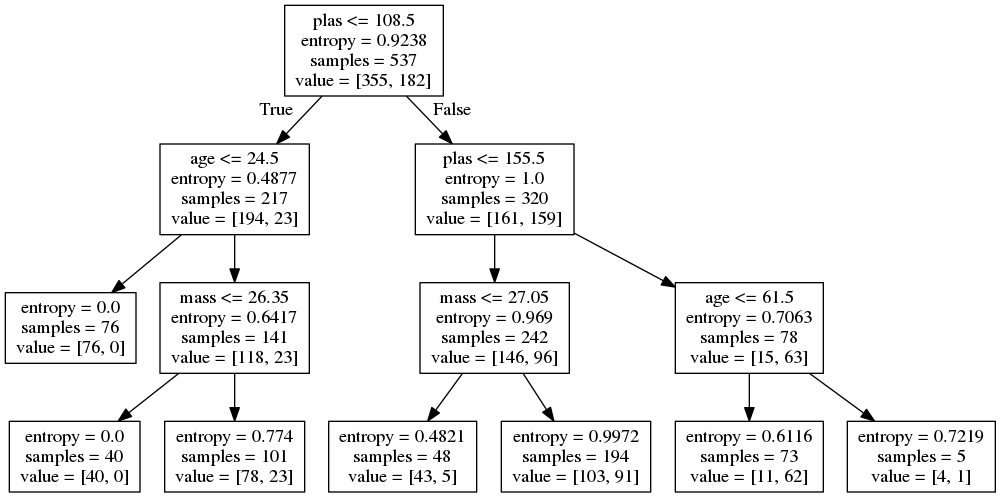 plas <= 108.5
entropy = 0.9238
samples = 537
value = [355, 182]
True
False
age <= 24.5
entropy = 0.4877
samples = 217
value = [194, 23]
plas <= 155.5
entropy = 1.0
samples = 320
value = [161, 159]
entropy = 0.0
samples = 76
value = [76, 0]
mass <= 26.35
entropy = 0.6417
samples = 141
value = [118, 23]
mass <= 27.05
entropy = 0.969
samples = 242
value = [146, 96]
age <= 61.5
entropy = 0.7063
samples = 78
value = [15, 63]
entropy = 0.0
samples = 40
value = [40, 0]
entropy = 0.774
samples = 101
value = [78, 23]
entropy = 0.4821
samples = 48
value = [43, 5]
entropy = 0.9972
samples = 194
value = [103, 91]
entropy = 0.6116
samples = 73
value = [11, 62]
entropy = 0.7219
samples = 5
value = [4, 1]